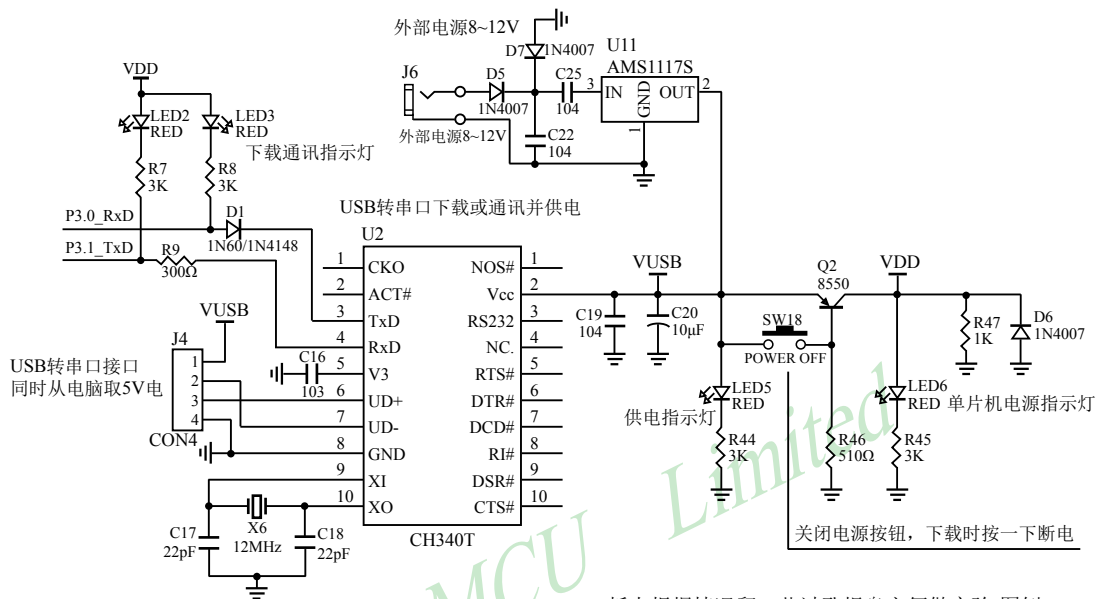 外部电源8~12V
D7
1N4007
U11
AMS1117S
J6
D5
1N4007
C25
104
3
IN
GND
OUT
2
1
C22
104
外部电源8~12V
VDD
LED2
RED
LED3
RED
下载通讯指示灯
R7
3K
R8
3K
P3.0_RxD
D1
1N60/1N4148
P3.1_TxD
R9
300Ω
USB转串口下载或通讯并供电
U2
1
CKO
NOS#
1
2
ACT#
Vcc
2
3
TxD
RS232
3
4
RxD
NC.
4
5
V3
RTS#
5
6
UD+
DTR#
6
7
UD-
DCD#
7
8
GND
RI#
8
9
XI
DSR#
9
10
XO
CTS#
10
CH340T
VUSB
J4
1
2
3
4
CON4
USB转串口接口
同时从电脑取5V电
C16
103
C17
22pF
X6
12MHz
C18
22pF
VUSB
C19
104
C20
10μF
Q2
8550
VDD
SW18
POWER OFF
R47
1K
D6
1N4007
LED5
RED
供电指示灯
R44
3K
R46
510Ω
LED6
RED
单片机电源指示灯
R45
3K
关闭电源按钮，下载时按一下断电
MCU Limited